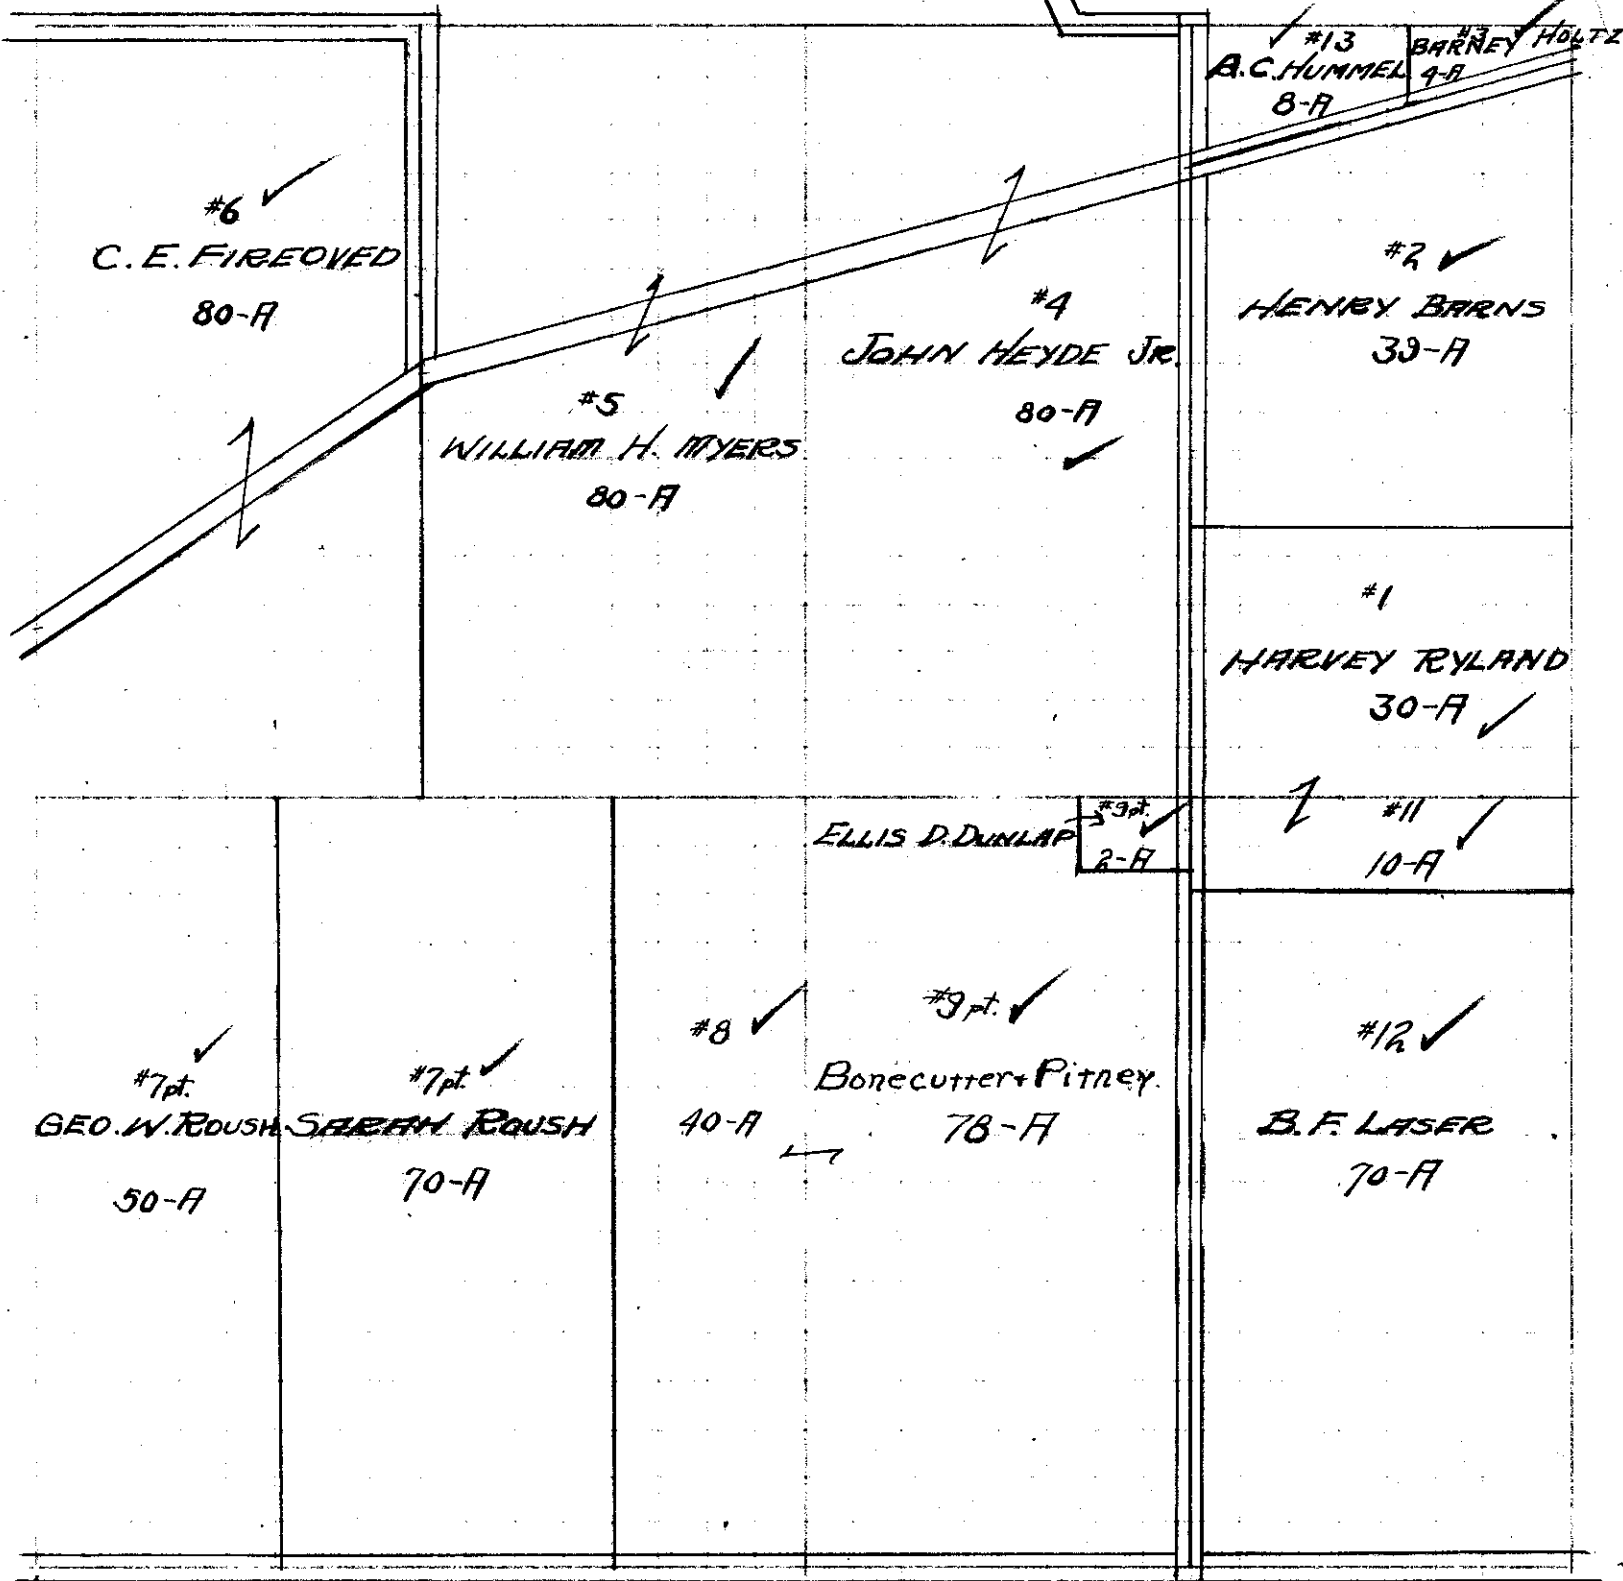 #13
A.C. HUMMEL
8-A
#3
BARNEY HOLTZ
4-A
#6
C.E. FIREOVED
80-A
#2
HENRY BARNS
39-A
#4
JOHN HEYDE JR.
80-A
#5
WILLIAM H. MYERS
80-A
#1
HARVEY RYLAND
30-A
#9pt.
ELLIS D. DUNLAP
2-A
#11
10-A
#7pt.
GEO. W. ROUSH
50-A
#7pt.
SARAH ROUSH
70-A
#8
40-A
#9pt.
Bonecutter+Pitney.
78-A
#12
B.F. LASER
70-A